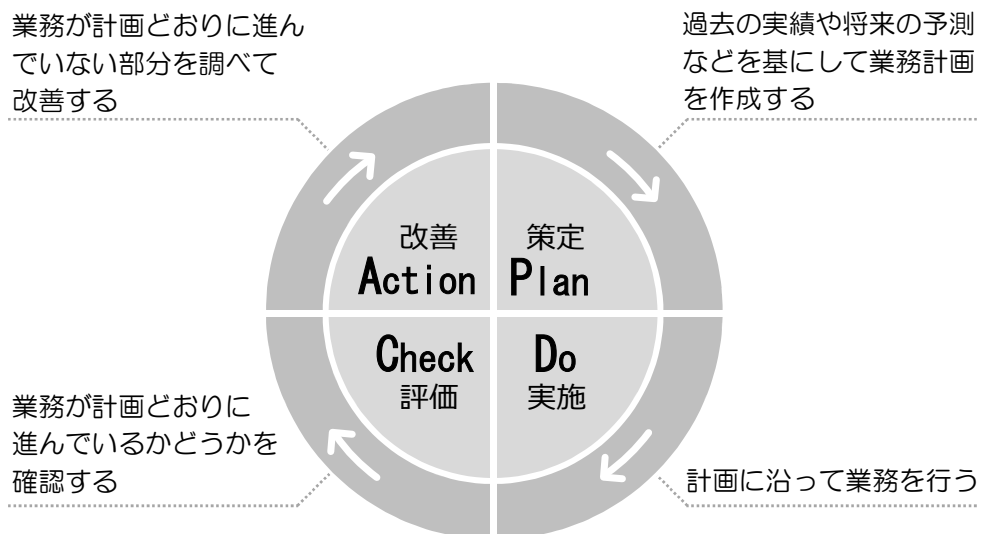 業務が計画どおりに進ん
でいない部分を調べて
改善する
過去の実績や将来の予測
などを基にして業務計画
を作成する
改善
Action
策定
Plan
Check
評価
Do
実施
業務が計画どおりに
進んでいるかどうかを
確認する
計画に沿って業務を行う